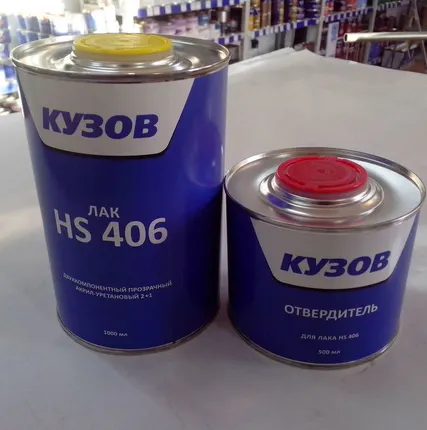 КУЗОВ
ЛАК
HS 406
ДВУХКОМПОНЕНТНЫЙ ПРОЗРАЧНЫЙ
АКРИЛ-УРЕТАНОВЫЙ 2+1
1000 мл
КУЗОВ
ОТВЕРДИТЕЛЬ
ДЛЯ ЛАКА HS 406
500 мл